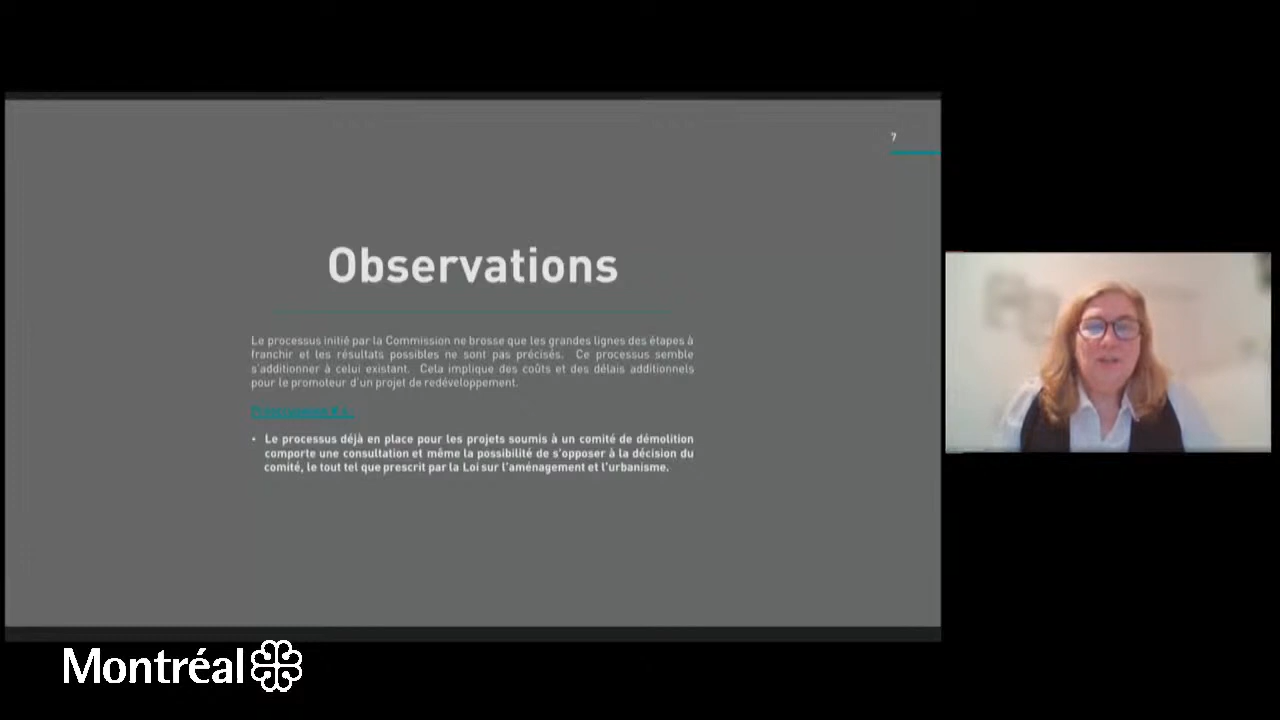 7
Observations
Le processus initié par la Commission ne brosse que les grandes lignes des étapes à
franchir et les résultats possibles ne sont pas précisés. Ce processus semble
s'additionner à celui existant. Cela implique des coûts et des délais additionnels
pour le promoteur d'un projet de redéveloppement.
• Le processus déjà en place pour les projets soumis à un comité de démolition
comporte une consultation et même la possibilité de s'opposer à la décision du
comité, le tout tel que prescrit par la Loi sur l'aménagement et l'urbanisme.
Montréal